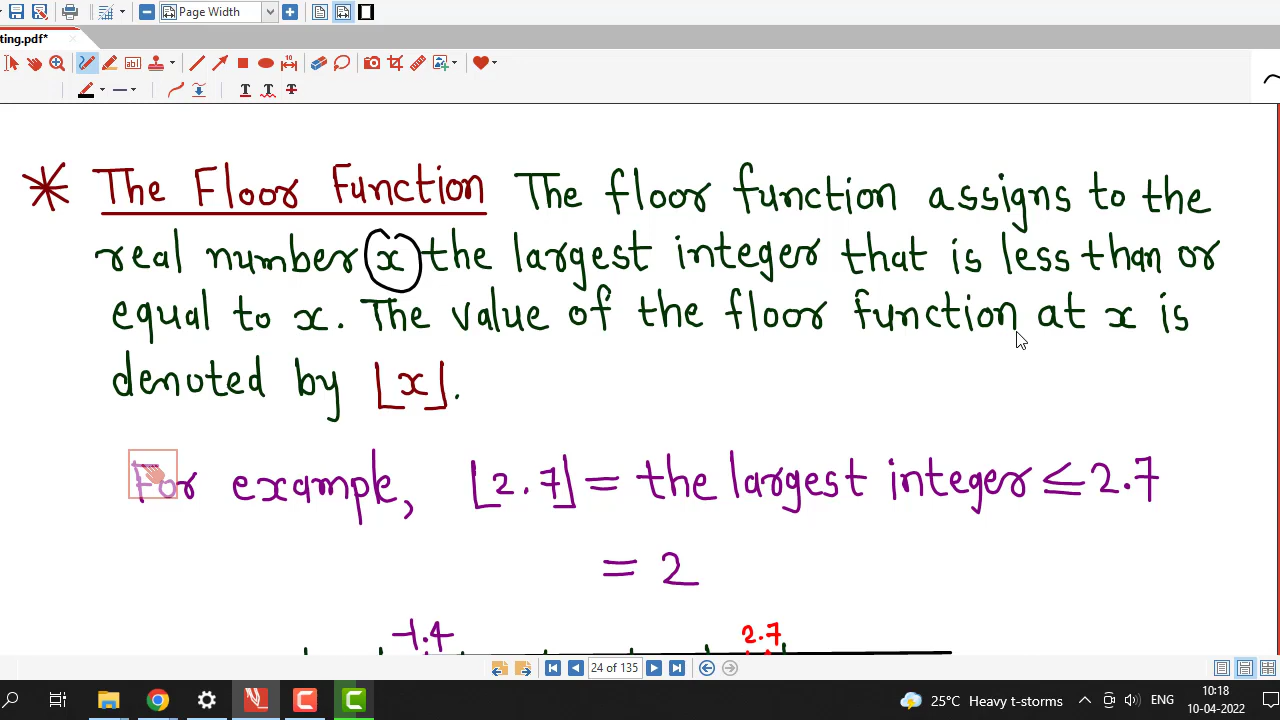 Page Width
ting.pdf*
* The Floor Function The floor function assigns to the
real number x the largest integer that is less than or
equal to x. The value of the floor function at x is
denoted by ⌊x⌋.
For example, ⌊2.7⌋ = the largest integer ≤ 2.7
= 2
-1.4 2.7
24 of 135
25°C Heavy t-storms ENG 10:18
10-04-2022